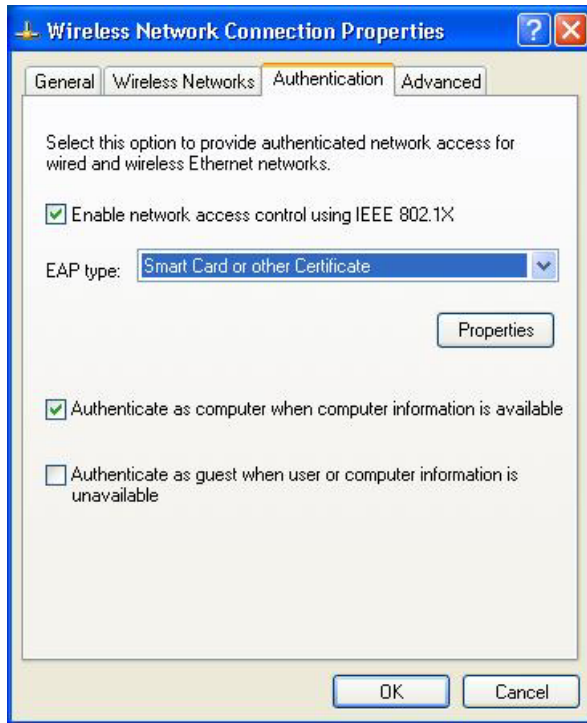 Wireless Network Connection Properties
General Wireless Networks Authentication Advanced
Select this option to provide authenticated network access for
wired and wireless Ethernet networks.
Enable network access control using IEEE 802.1X
EAP type: Smart Card or other Certificate
Properties
Authenticate as computer when computer information is available
Authenticate as guest when user or computer information is
unavailable
OK Cancel